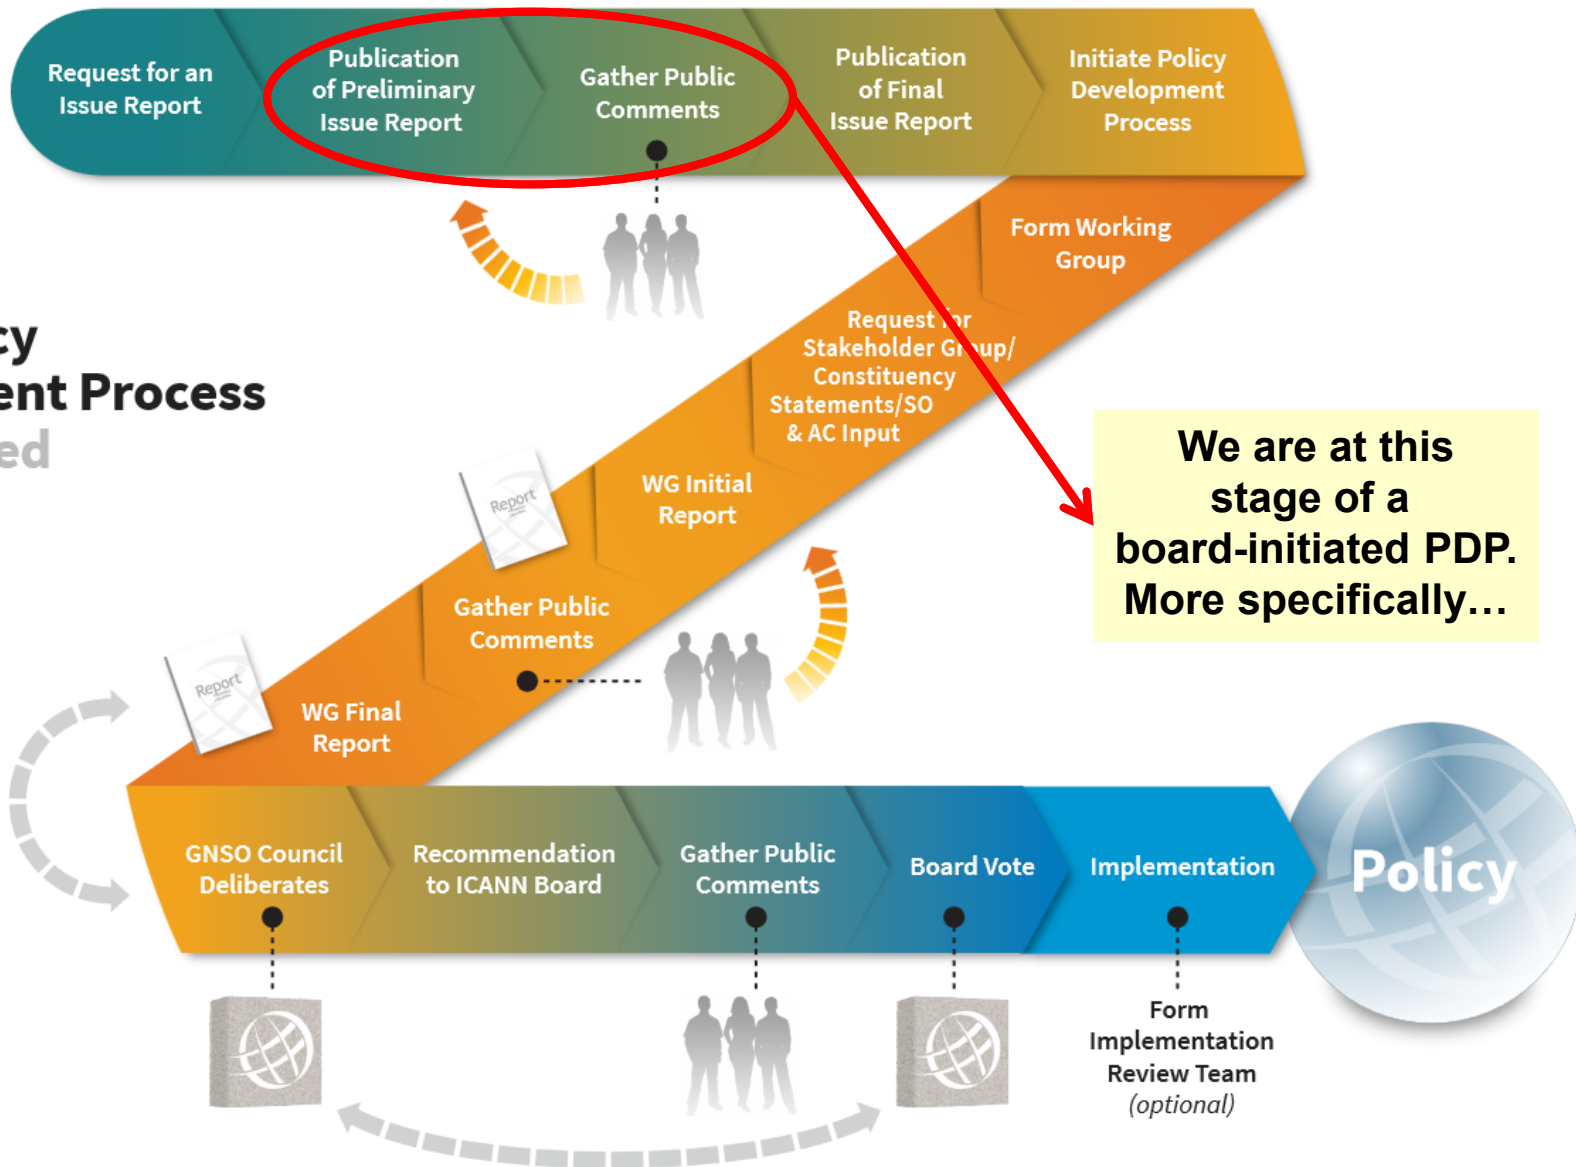 Request for an
Issue Report
Publication
of Preliminary
Issue Report
Gather Public
Comments
Publication
of Final
Issue Report
Initiate Policy
Development
Process
Form Working
Group
Request for
Stakeholder Group/
Constituency
Statements/SO
& AC Input
cy
ent Process
ed
We are at this
stage of a
board-initiated PDP.
More specifically…
WG Initial
Report
Report
Gather Public
Comments
Report
WG Final
Report
GNSO Council
Deliberates
Recommendation
to ICANN Board
Gather Public
Comments
Board Vote
Implementation
Policy
Form
Implementation
Review Team
(optional)